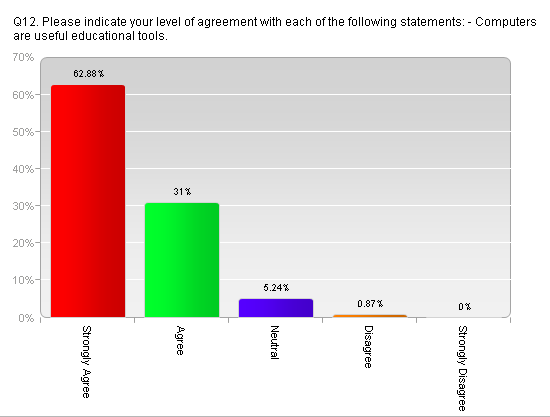 Q12. Please indicate your level of agreement with each of the following statements: - Computers
are useful educational tools.
70%
60%
50%
40%
30%
20%
10%
0%
62.88%
31%
5.24%
0.87%
0%
Strongly Agree
Agree
Neutral
Disagree
Strongly Disagree